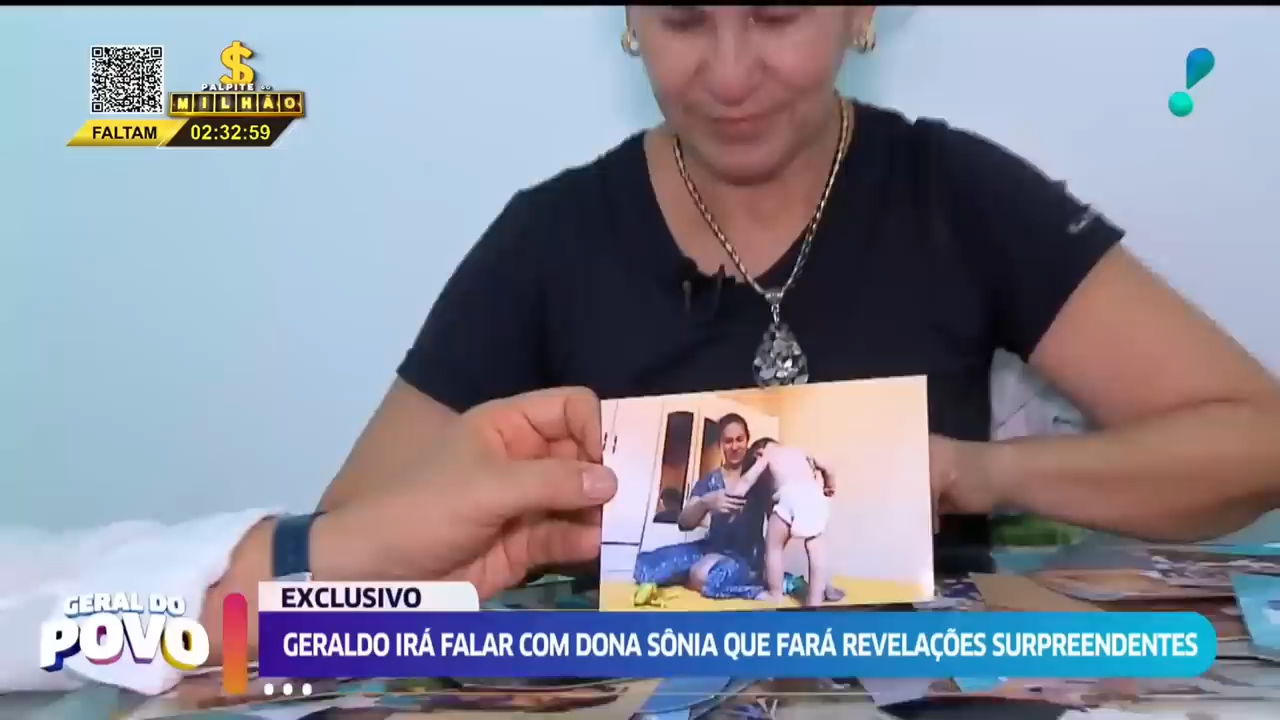 PALPITE DO
MILHÃO
FALTAM 02:32:59
GERAL DO
POVO
EXCLUSIVO
GERALDO IRÁ FALAR COM DONA SÔNIA QUE FARÁ REVELAÇÕES SURPREENDENTES